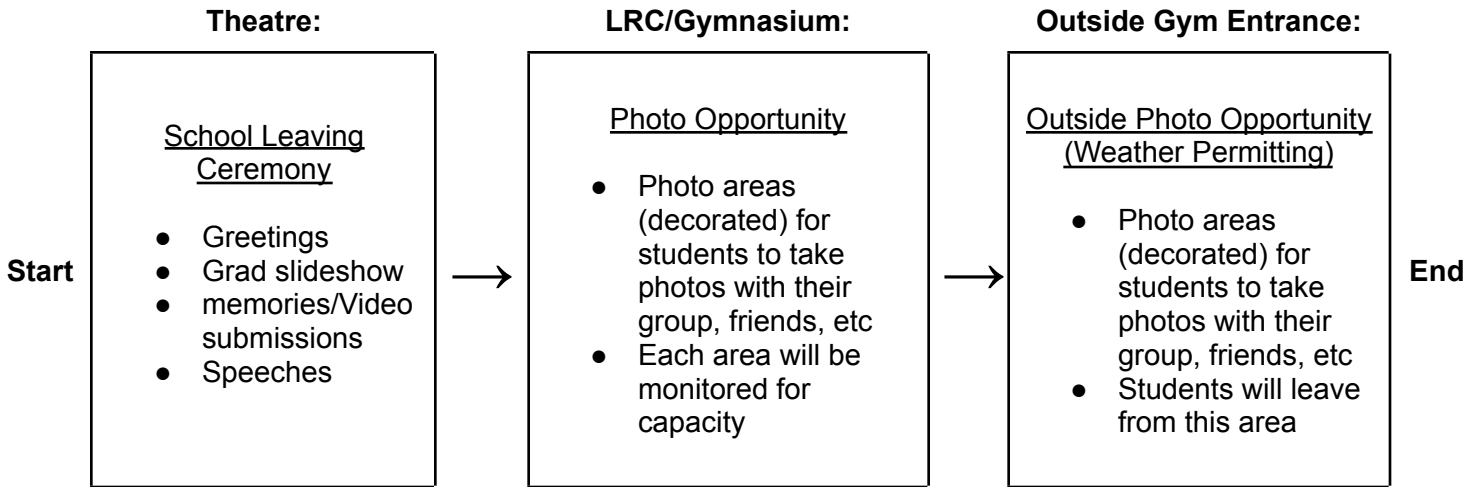 Theatre:
School Leaving
Ceremony
● Greetings
● Grad slideshow
● memories/Video
submissions
● Speeches
Start
→
LRC/Gymnasium:
Photo Opportunity
● Photo areas
(decorated) for
students to take
photos with their
group, friends, etc
● Each area will be
monitored for
capacity
→
Outside Gym Entrance:
Outside Photo Opportunity
(Weather Permitting)
● Photo areas
(decorated) for
students to take
photos with their
group, friends, etc
● Students will leave
from this area
End